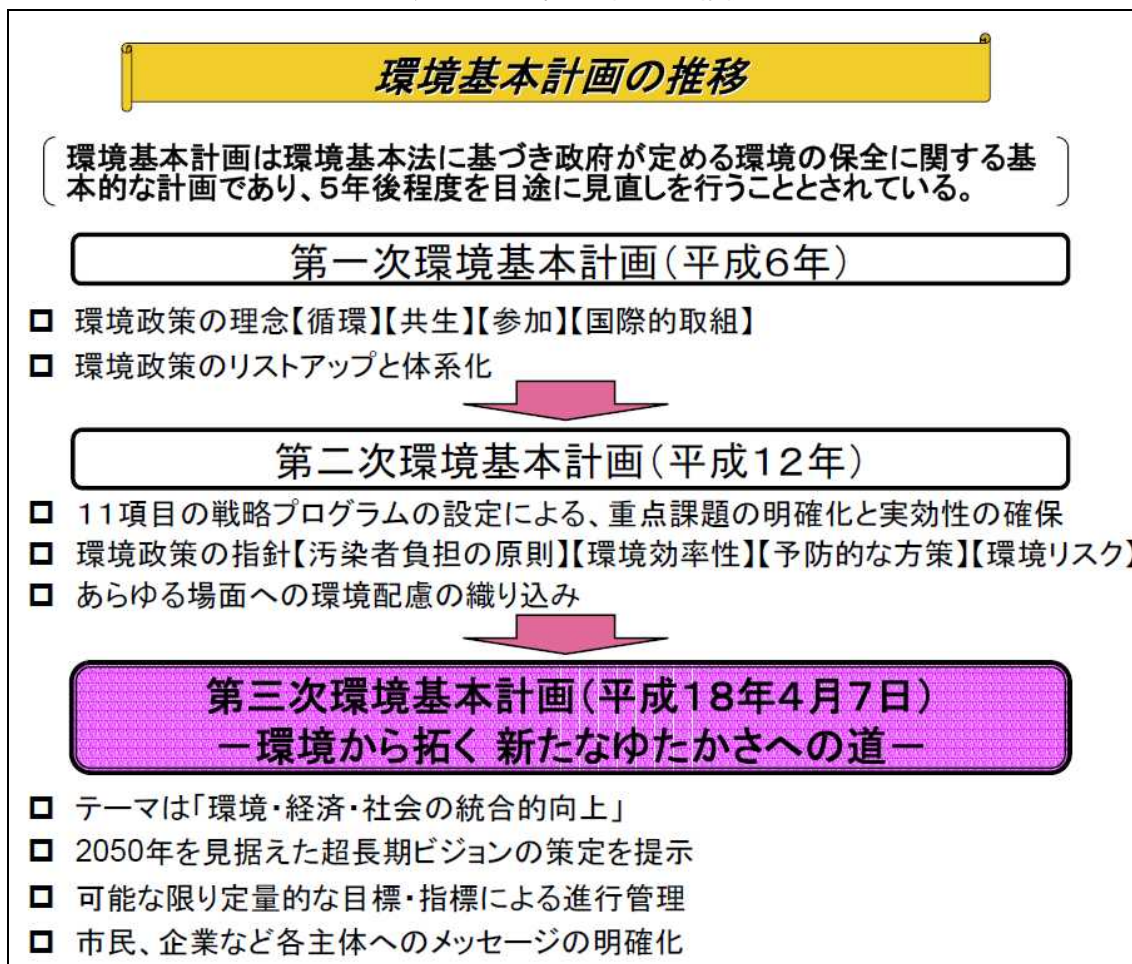 環境基本計画の推移
環境基本計画は環境基本法に基づき政府が定める環境の保全に関する基
本的な計画であり、５年後程度を目途に見直しを行うこととされている。
第一次環境基本計画（平成６年）
環境政策の理念【循環】【共生】【参加】【国際的取組】
環境政策のリストアップと体系化
第二次環境基本計画（平成１２年）
１１項目の戦略プログラムの設定による、重点課題の明確化と実効性の確保
環境政策の指針【汚染者負担の原則】【環境効率性】【予防的な方策】【環境リスク】
あらゆる場面への環境配慮の織り込み
第三次環境基本計画（平成１８年４月７日）
－環境から拓く 新たなゆたかさへの道－
テーマは「環境・経済・社会の統合的向上」
2050年を見据えた超長期ビジョンの策定を提示
可能な限り定量的な目標・指標による進行管理
市民、企業など各主体へのメッセージの明確化